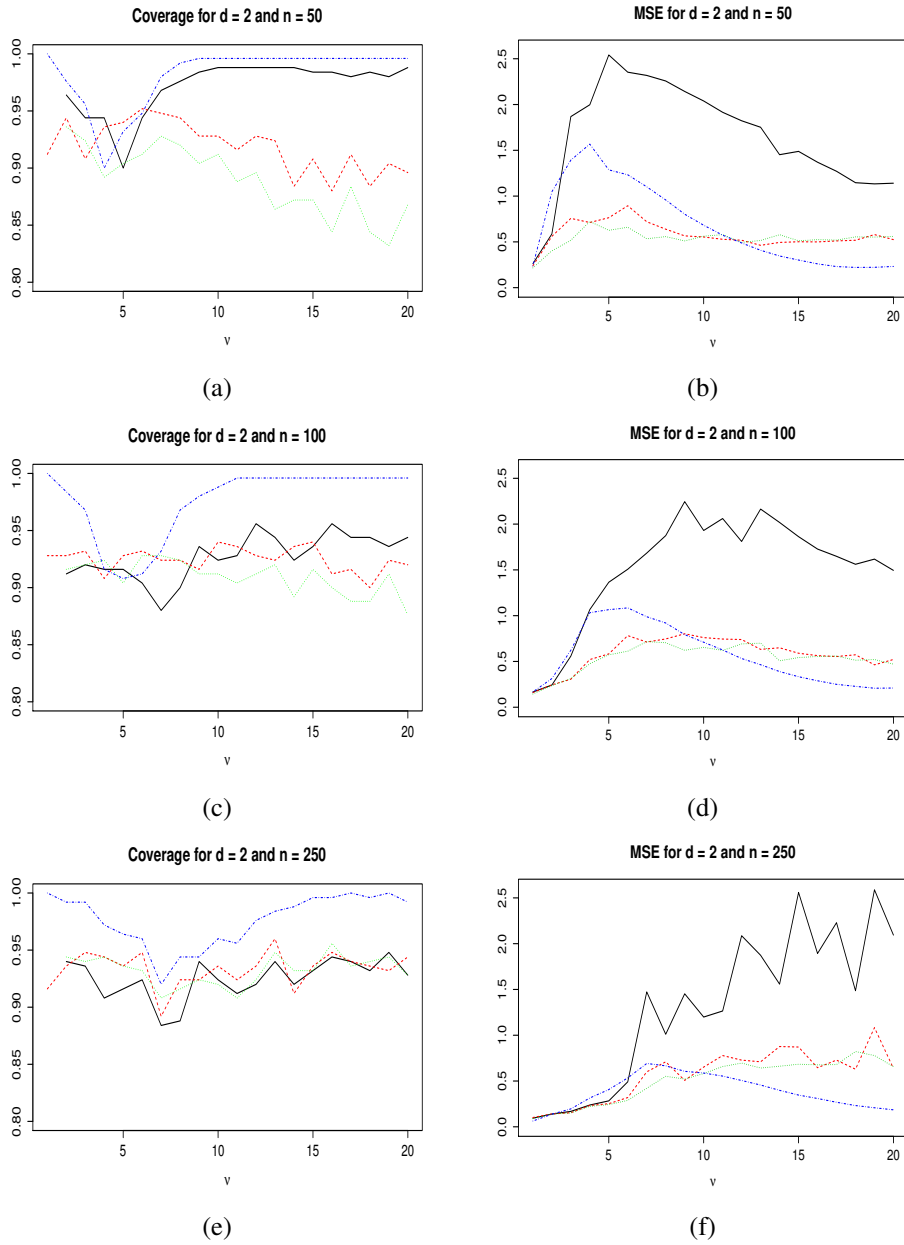 Coverage for d = 2 and n = 50
MSE for d = 2 and n = 50
0.80 0.85 0.90 0.95 1.00
5 10 15 20
ν
0.0 0.5 1.0 1.5 2.0 2.5
5 10 15 20
ν
(a)
(b)
Coverage for d = 2 and n = 100
MSE for d = 2 and n = 100
0.80 0.85 0.90 0.95 1.00
5 10 15 20
ν
0.0 0.5 1.0 1.5 2.0 2.5
5 10 15 20
ν
(c)
(d)
Coverage for d = 2 and n = 250
MSE for d = 2 and n = 250
0.80 0.85 0.90 0.95 1.00
5 10 15 20
ν
0.0 0.5 1.0 1.5 2.0 2.5
5 10 15 20
ν
(e)
(f)